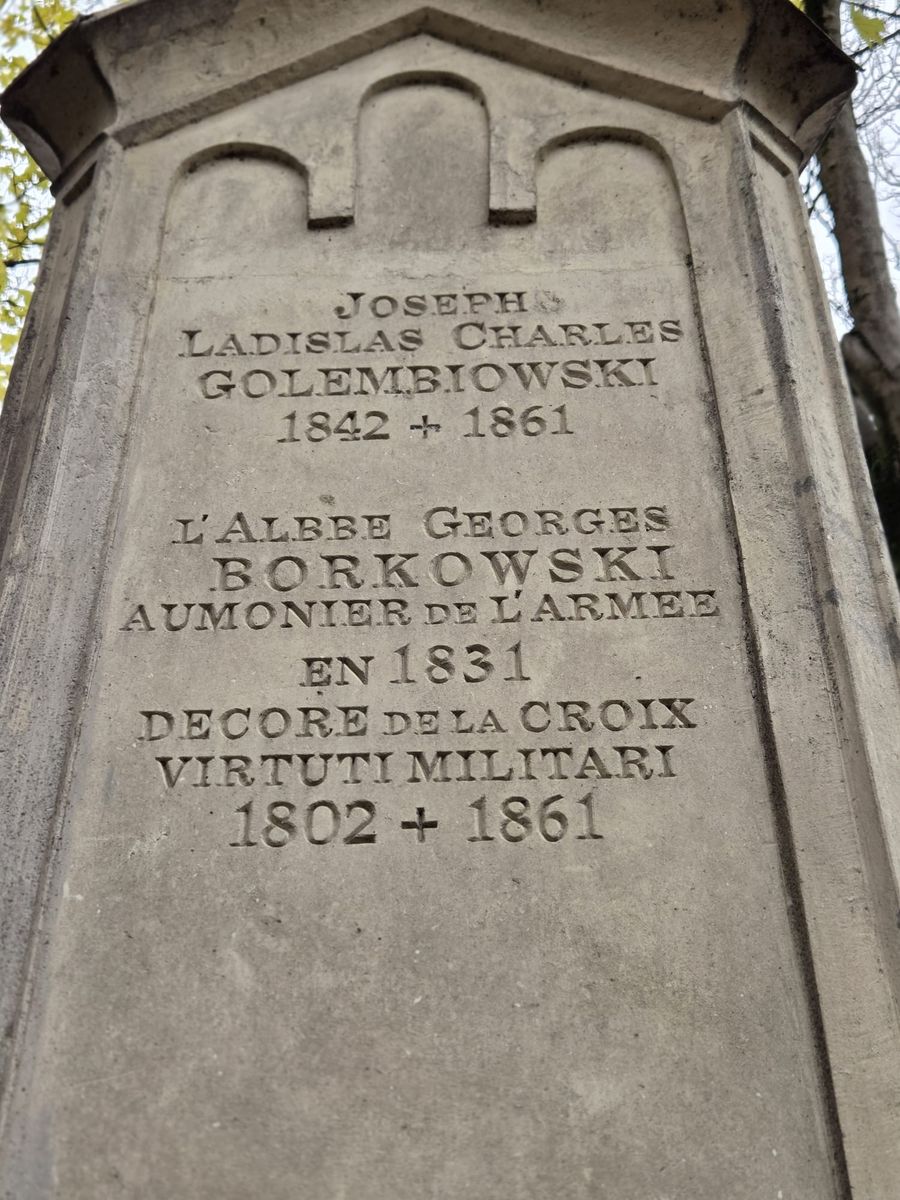 JOSEPH
LADISLAS CHARLES
GOLEMBIOWSKI
1842 + 1861
L'ALBBE GEORGES
BORKOWSKI
AUMONIER DE L'ARMEE
EN 1831
DECORE DE LA CROIX
VIRTUTI MILITARI
1802 + 1861